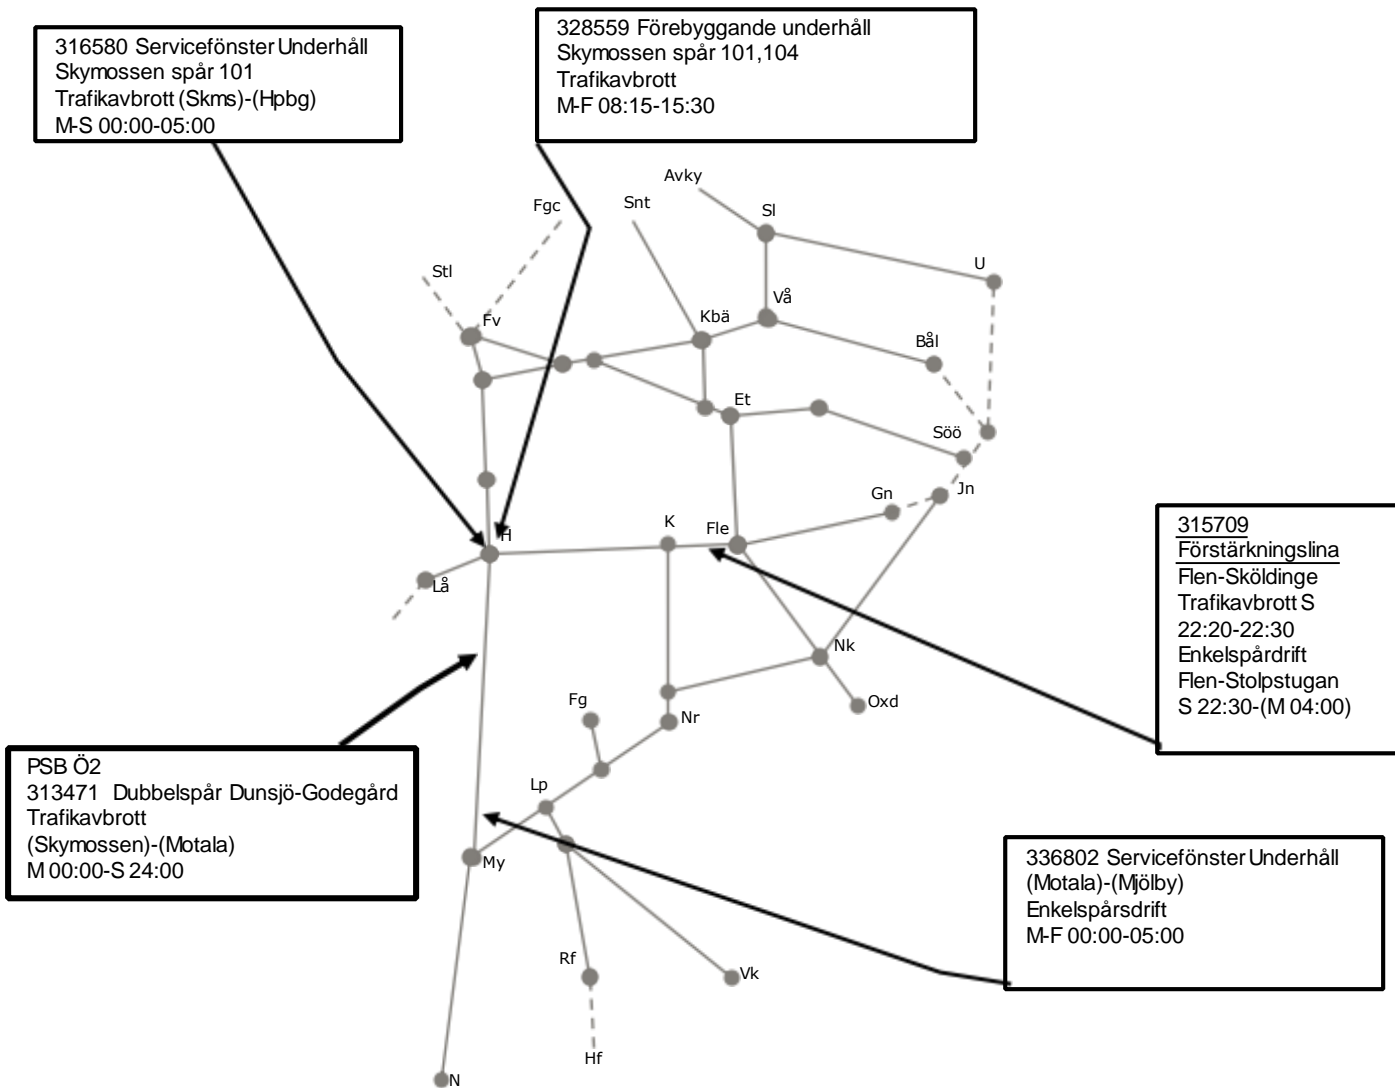 316580 Servicefönster Underhåll
Skymossen spår 101
Trafikavbrott (Skms)-(Hpbg)
M-S 00:00-05:00
328559 Förebyggande underhåll
Skymossen spår 101,104
Trafikavbrott
M-F 08:15-15:30
Avky
Snt
Fgc
Sl
Stl
U
Vå
Kbä
Fv
Bål
Et
Söö
Jn
Gn
K
Fle
H
Lå
315709
Förstärkningslina
Flen-Sköldinge
Trafikavbrott S
22:20-22:30
Enkelspårdrift
Flen-Stolpstugan
S 22:30-(M 04:00)
Nk
Oxd
Fg
Nr
PSB Ö2
313471 Dubbelspår Dunsjö-Godegård
Trafikavbrott
(Skymossen)-(Motala)
M 00:00-S 24:00
Lp
My
336802 Servicefönster Underhåll
(Motala)-(Mjölby)
Enkelspårsdrift
M-F 00:00-05:00
Rf
Vk
Hf
N